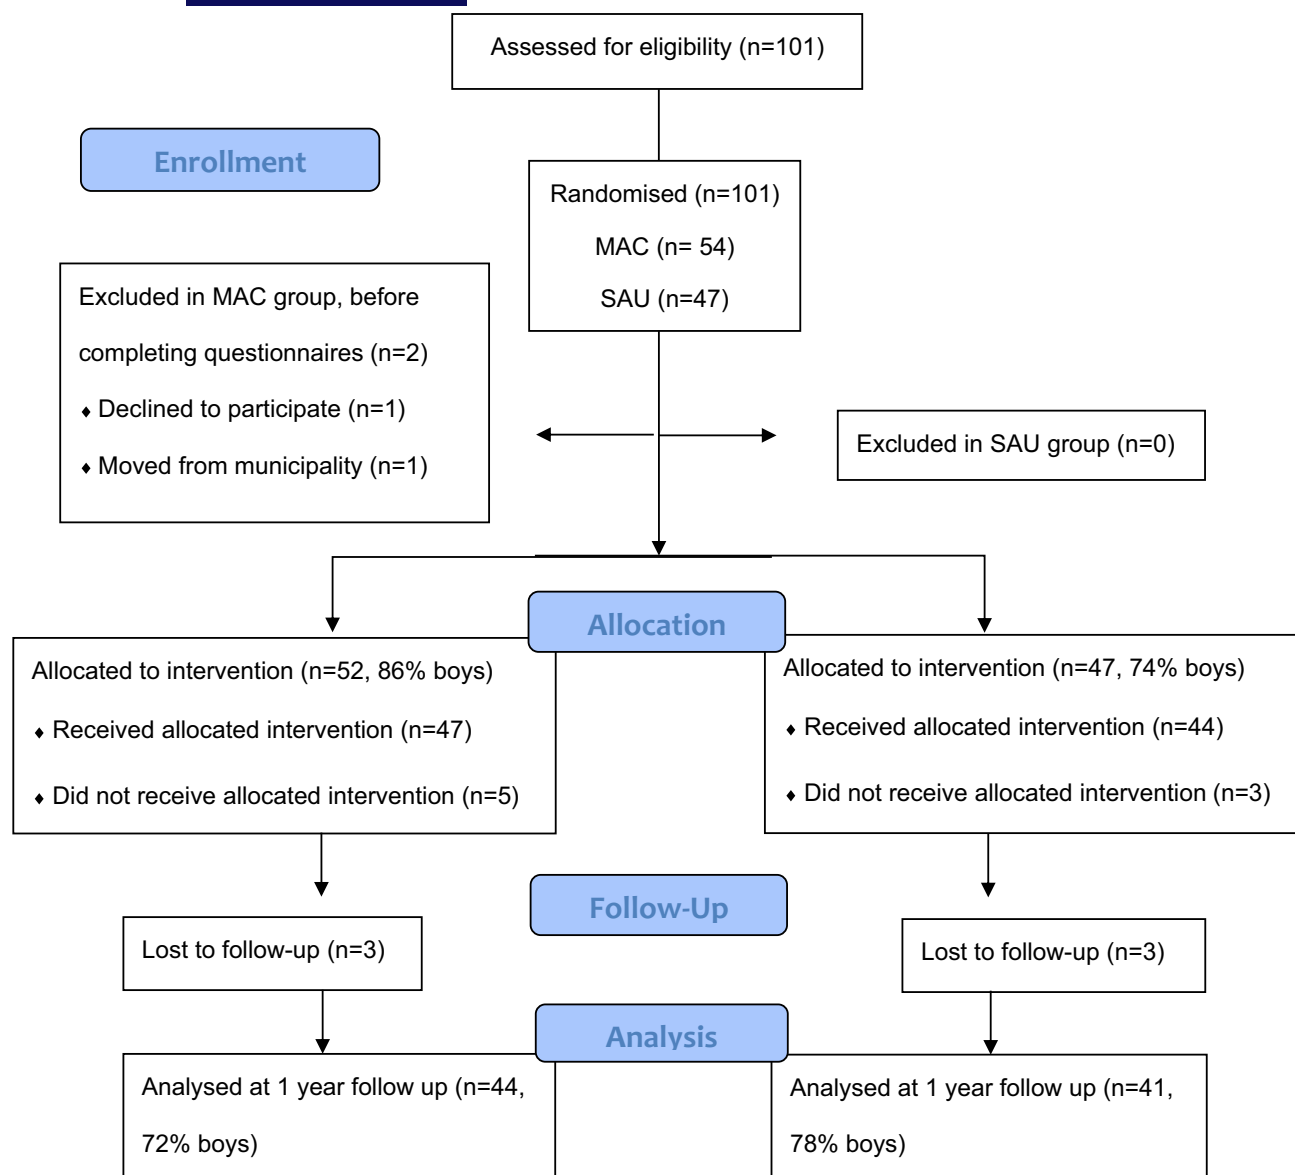 Assessed for eligibility (n=101)
Enrollment
Randomised (n=101)
MAC (n= 54)
SAU (n=47)
Excluded in MAC group, before
completing questionnaires (n=2)
♦ Declined to participate (n=1)
♦ Moved from municipality (n=1)
Excluded in SAU group (n=0)
Allocation
Allocated to intervention (n=52, 86% boys)
♦ Received allocated intervention (n=47)
♦ Did not receive allocated intervention (n=5)
Allocated to intervention (n=47, 74% boys)
♦ Received allocated intervention (n=44)
♦ Did not receive allocated intervention (n=3)
Follow-Up
Lost to follow-up (n=3)
Lost to follow-up (n=3)
Analysis
Analysed at 1 year follow up (n=44,
72% boys)
Analysed at 1 year follow up (n=41,
78% boys)